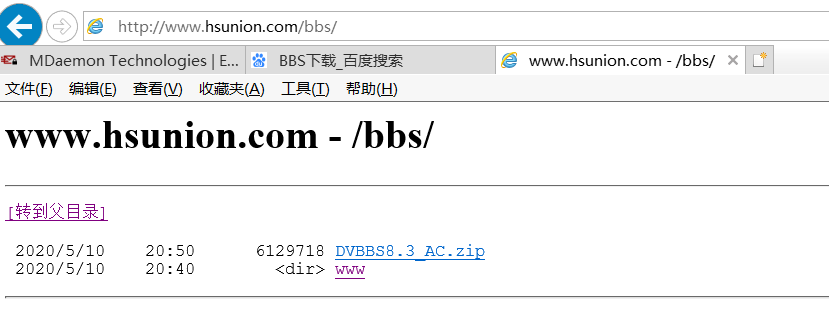 http://www.hsunion.com/bbs/
MDaemon Technologies | E... BBS下载_百度搜索 www.hsunion.com - /bbs/
文件(F) 编辑(E) 查看(V) 收藏夹(A) 工具(T) 帮助(H)
www.hsunion.com - /bbs/
[转到父目录]
2020/5/10 20:50 6129718 DVBBS8.3_AC.zip
2020/5/10 20:40 <dir> www